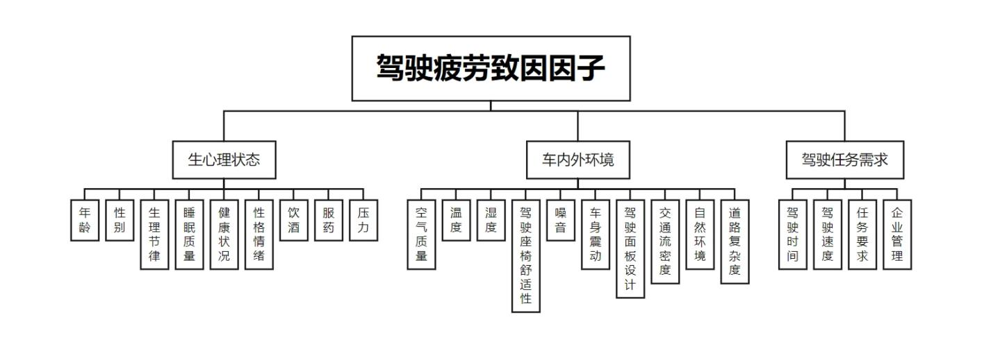 驾驶疲劳致因因子
生心理状态
车内外环境
驾驶任务需求
年龄
性别
生理节律
睡眠质量
健康状况
性格情绪
饮酒
服药
压力
空气质量
温度
湿度
驾驶座椅舒适性
噪音
车身震动
驾驶面板设计
交通流密度
自然环境
道路复杂度
驾驶时间
驾驶速度
任务要求
企业管理